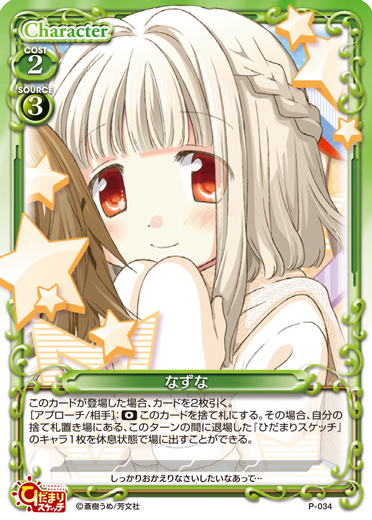 Character
COST
2
SOURCE
3
なずな
このカードが登場した場合、カードを2枚引く。
[アプローチ/相手]: このカードを捨て札にする。その場合、自分の
捨て札置き場にある、このターンの間に退場した『ひだまりスケッチ』
のキャラ1枚を休息状態で場に出すことができる。
しっかりおかえりなさいしたいなあって…
ひだまり
スケッチ
©蒼樹うめ/芳文社
P-034